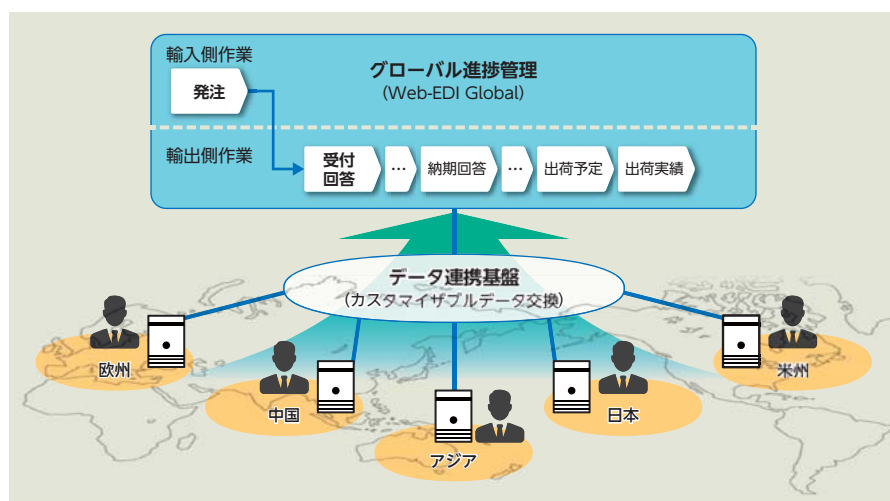 輸入側作業
発注
グローバル進捗管理
(Web-EDI Global)
輸出側作業
受付
回答
…
納期回答
…
出荷予定
出荷実績
データ連携基盤
(カスタマイザブルデータ交換)
欧州
中国
アジア
日本
米州